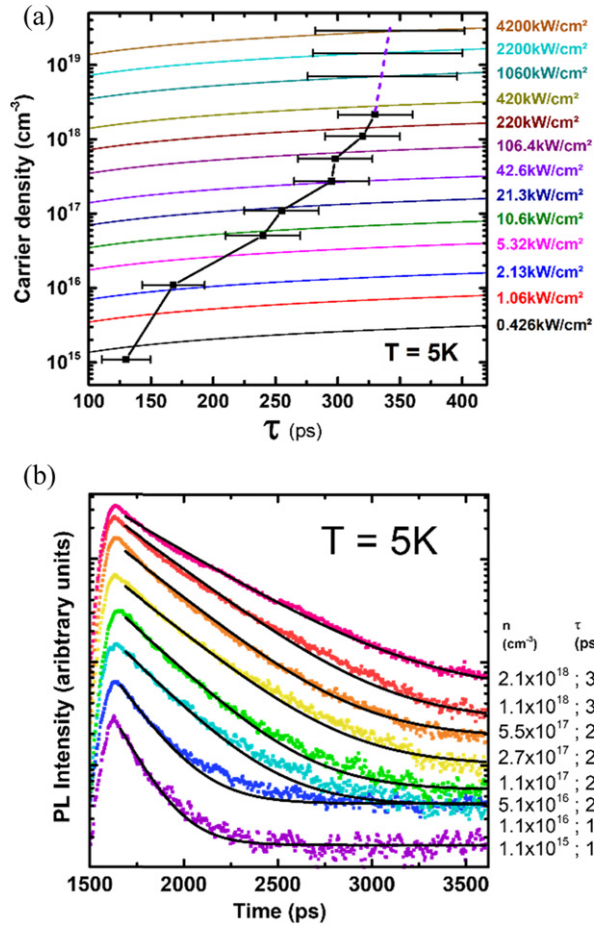 (a)
4200kW/cm²
2200kW/cm²
1060kW/cm²
420kW/cm²
220kW/cm²
106.4kW/cm²
42.6kW/cm²
21.3kW/cm²
10.6kW/cm²
5.32kW/cm²
2.13kW/cm²
1.06kW/cm²
0.426kW/cm²
Carrier density (cm⁻³)
10¹⁹
10¹⁸
10¹⁷
10¹⁶
10¹⁵
T = 5K
100 150 200 250 300 350 400
τ (ps)
(b)
T = 5K
PL Intensity (aribtrary units)
n τ
(cm⁻³) (ps
2.1x10¹⁸ ; 3
1.1x10¹⁸ ; 3
5.5x10¹⁷ ; 2
2.7x10¹⁷ ; 2
1.1x10¹⁷ ; 2
5.1x10¹⁶ ; 2
1.1x10¹⁶ ; 1
1.1x10¹⁵ ; 1
1500 2000 2500 3000 3500
Time (ps)